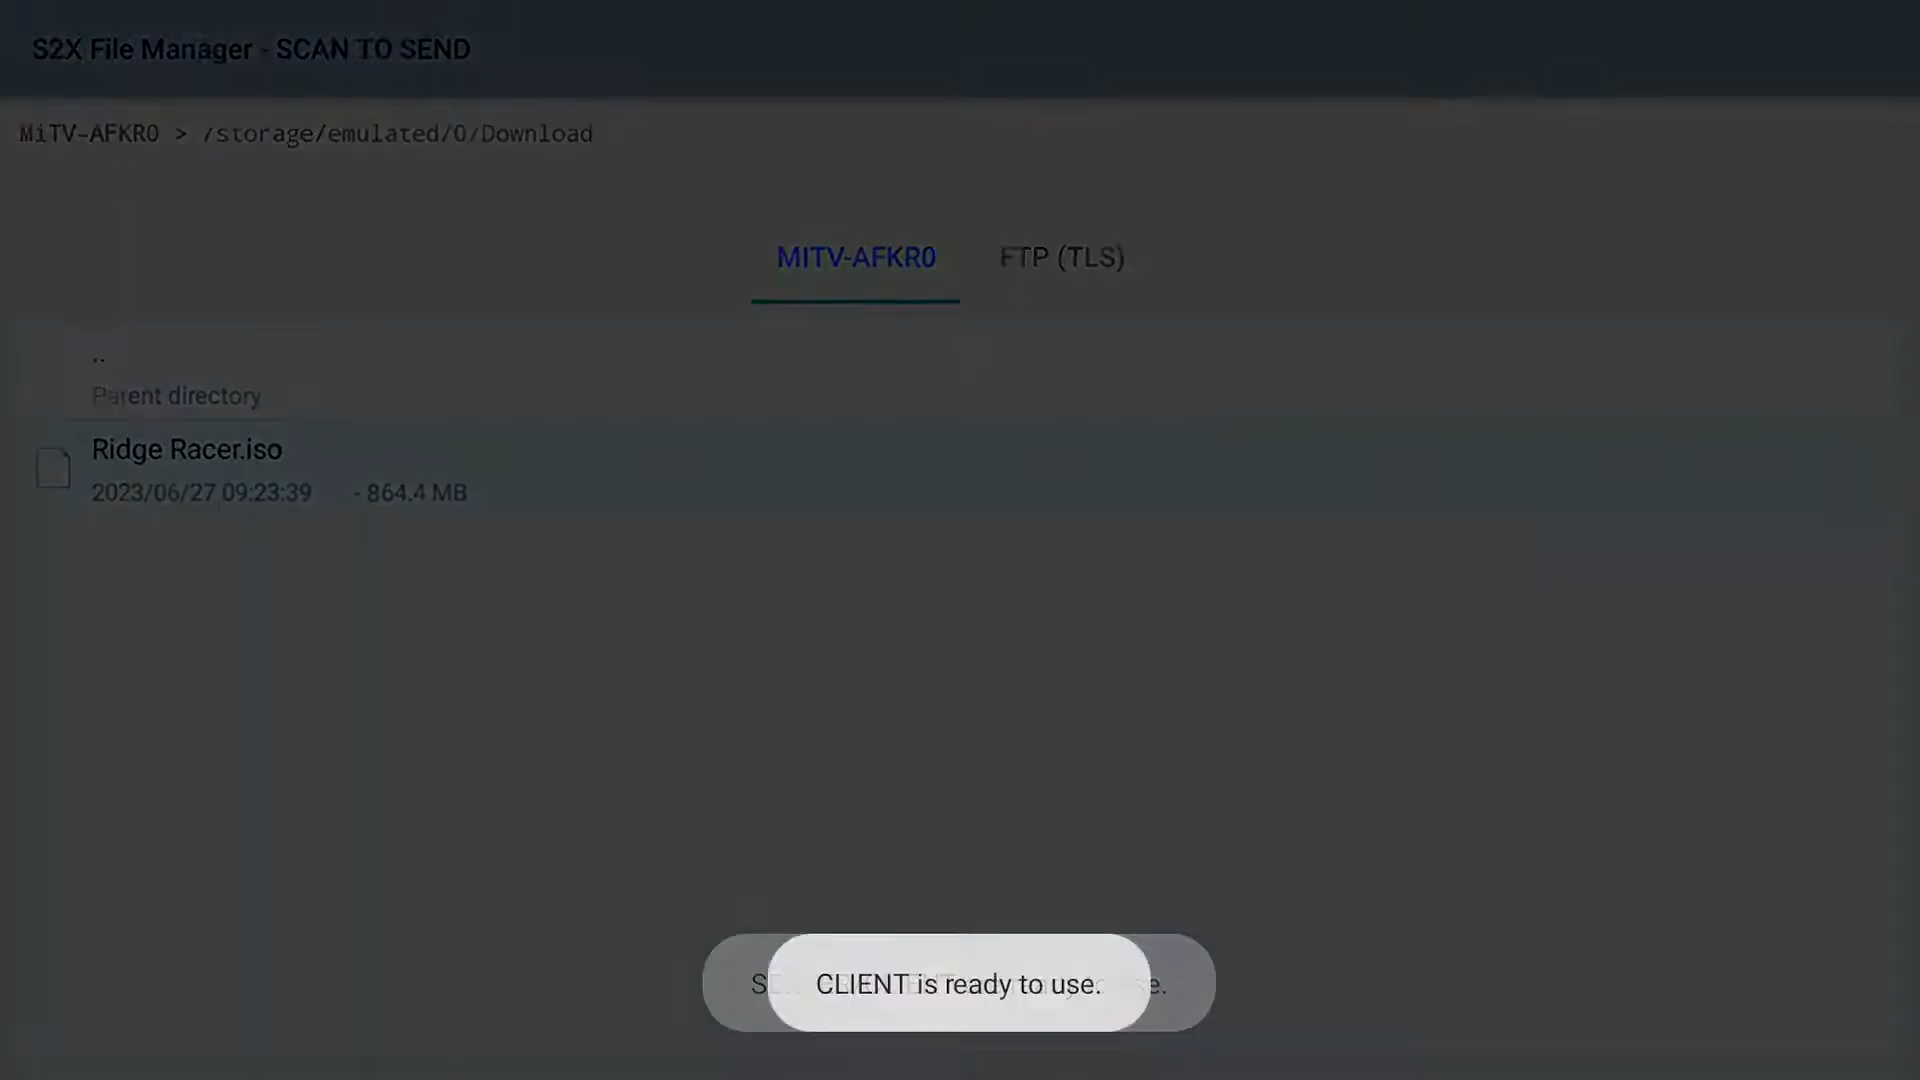 S2X File Manager - SCAN TO SEND
MiTV-AFKR0 > /storage/emulated/0/Download
MITV-AFKR0 FTP (TLS)
..
Parent directory
Ridge Racer.iso
2023/06/27 09:23:39 - 864.4 MB
CLIENT is ready to use.